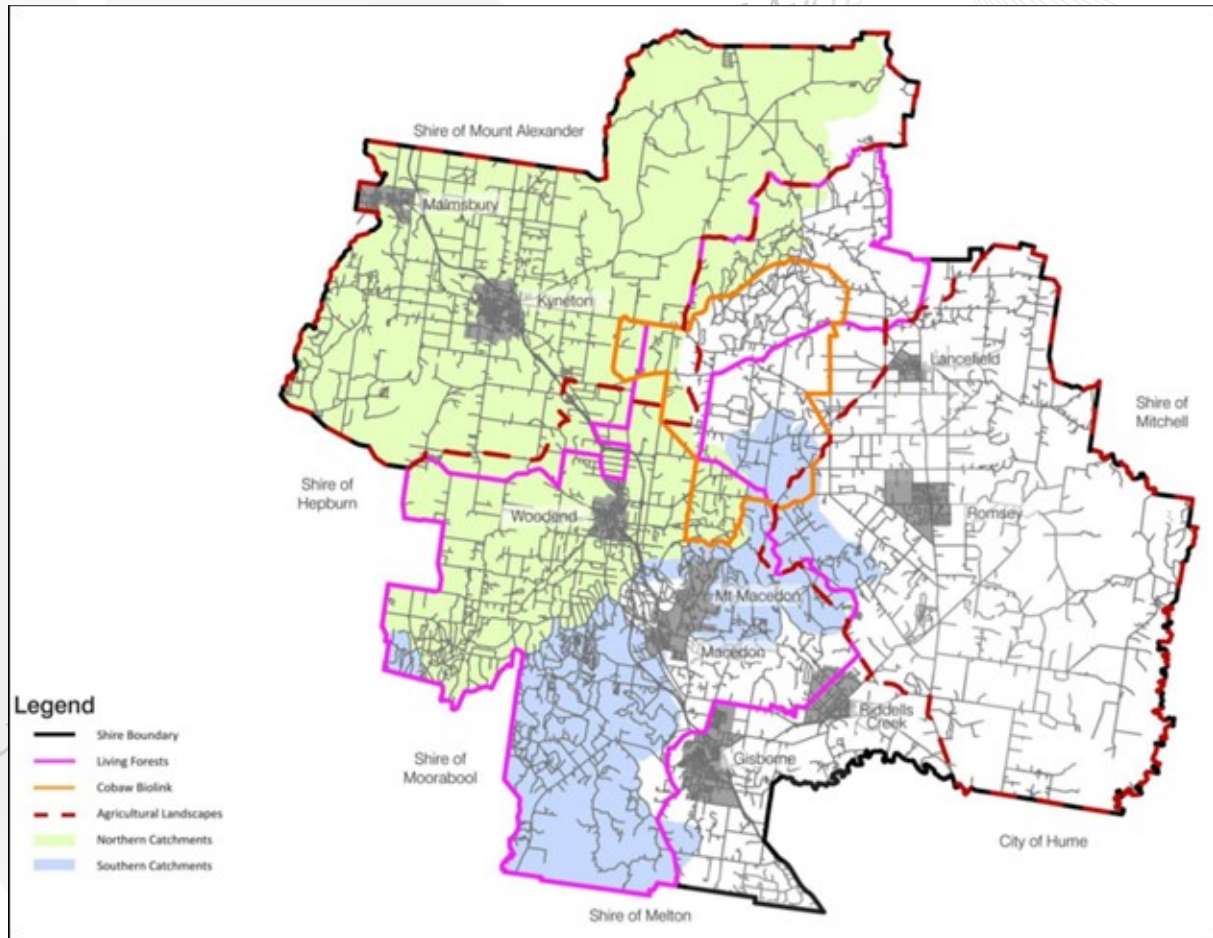 Shire of Mount Alexander
Malmsbury
Kyneton
Lancefield
Shire of
Mitchell
Shire of
Hepburn
Woodend
Romsey
Mt Macedon
Macedon
Riddells
Creek
Shire of
Moorabool
Gisborne
City of Hume
Shire of Melton
Legend
Shire Boundary
Living Forests
Cobaw Biolink
Agricultural Landscapes
Northern Catchments
Southern Catchments